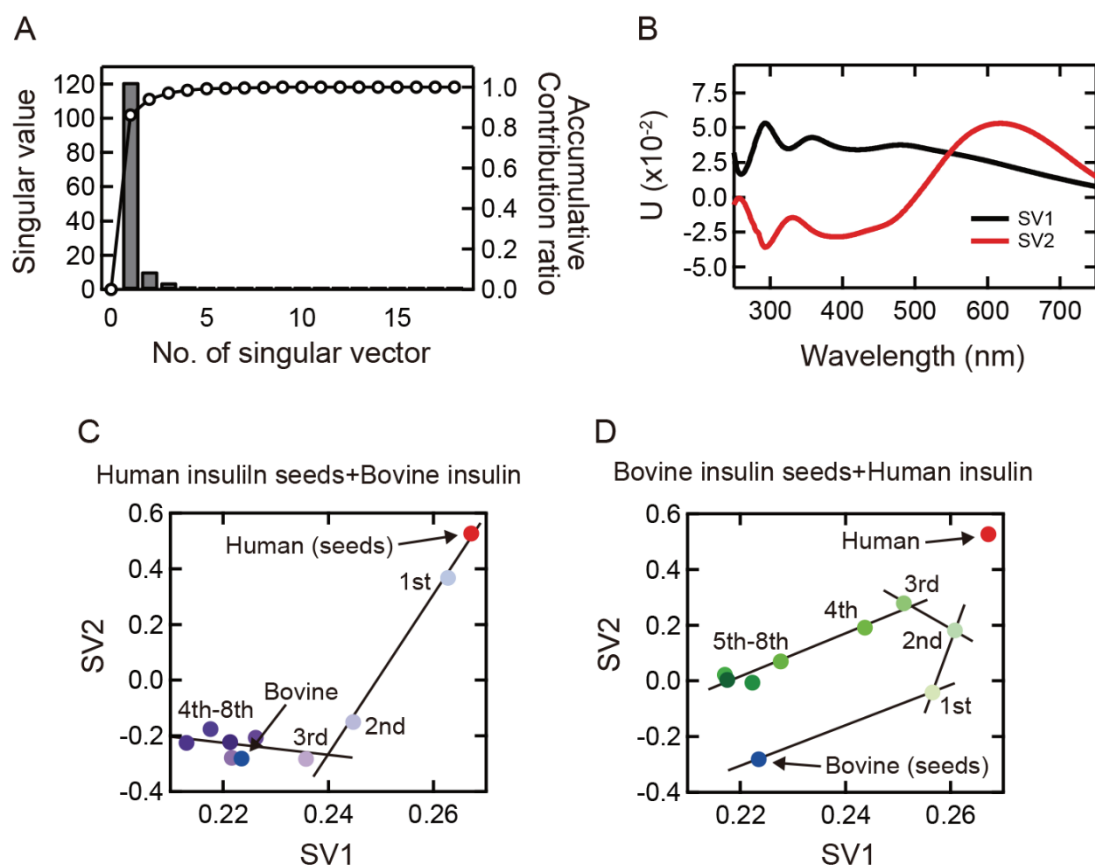 A
Singular value
120
100
80
60
40
20
0
1.0
0.8
0.6
0.4
0.2
0.0
Accumulative
Contribution ratio
0 5 10 15
No. of singular vector
B
U (x10⁻²)
7.5
5.0
2.5
0.0
-2.5
-5.0
SV1
SV2
300 400 500 600 700
Wavelength (nm)
C
Human insuliln seeds+Bovine insulin
SV2
0.6
0.4
0.2
0.0
-0.2
-0.4
Human (seeds)
1st
Bovine
4th-8th
3rd
2nd
0.22 0.24 0.26
SV1
D
Bovine insulin seeds+Human insulin
SV2
0.6
0.4
0.2
0.0
-0.2
-0.4
Human
3rd
4th
2nd
5th-8th
1st
Bovine (seeds)
0.22 0.24 0.26
SV1